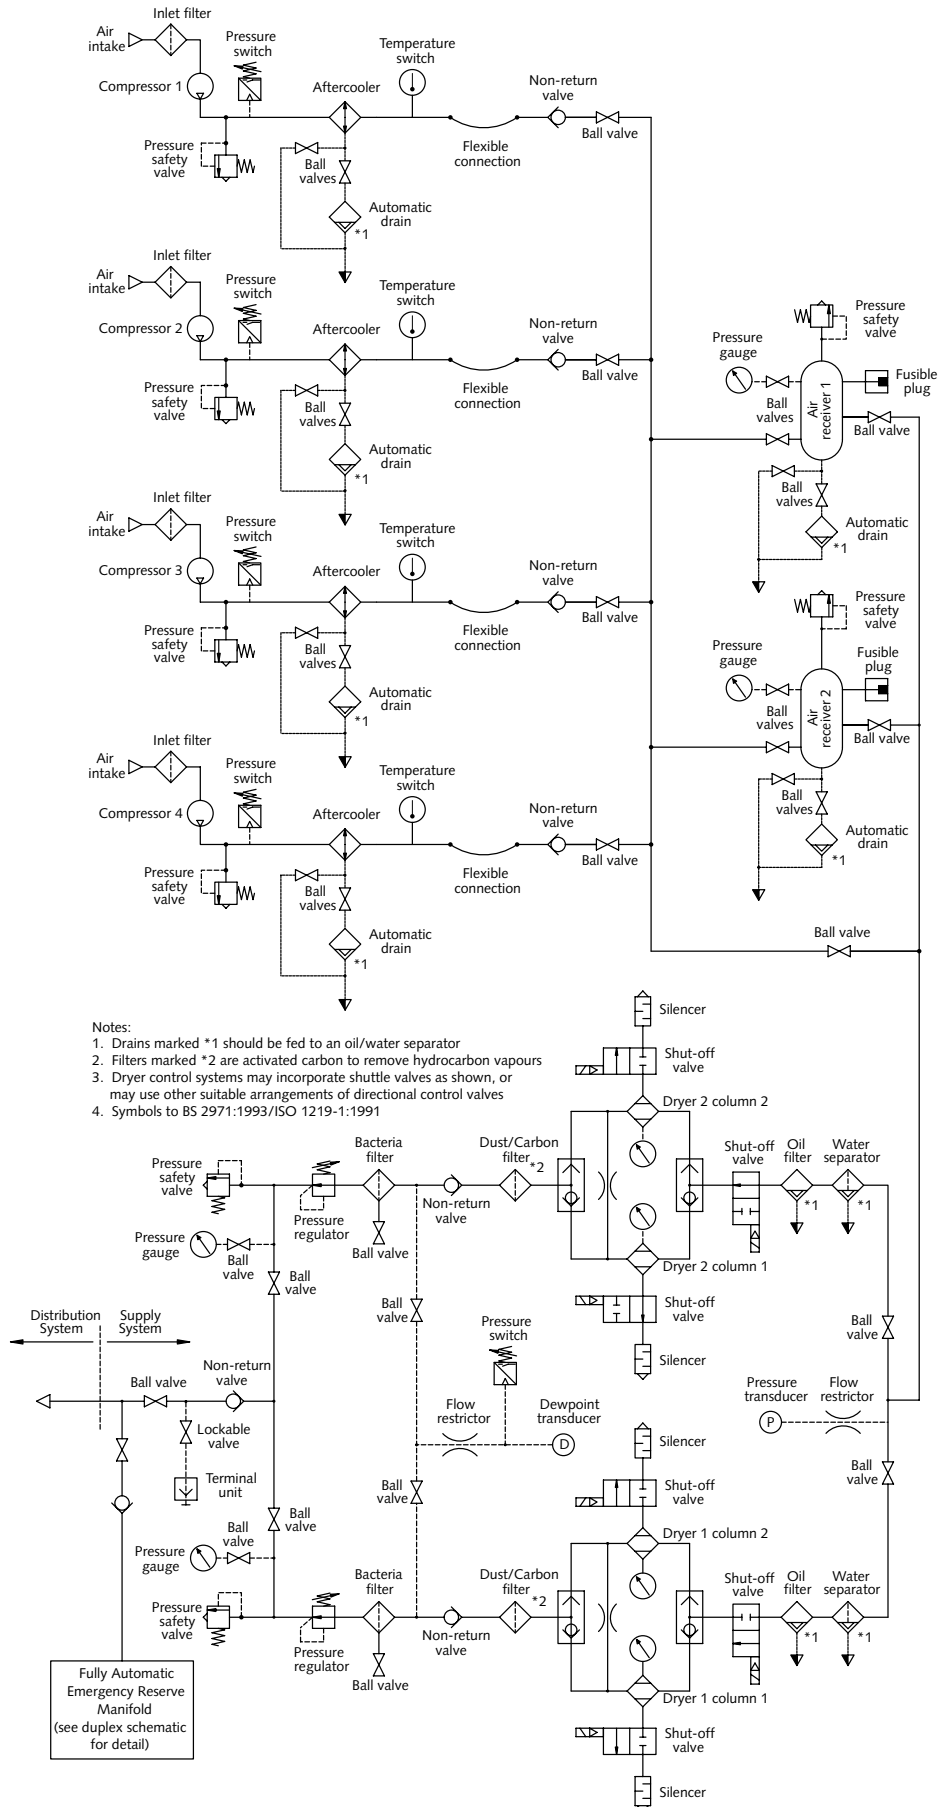 Inlet filter
Air
intake
Pressure
switch
Temperature
switch
Compressor 1
Aftercooler
Non-return
valve
Ball valve
Pressure
safety
valve
Ball
valves
Flexible
connection
Automatic
drain
*1
Inlet filter
Air
intake
Pressure
switch
Temperature
switch
Compressor 2
Aftercooler
Non-return
valve
Ball valve
Pressure
safety
valve
Ball
valves
Flexible
connection
Automatic
drain
*1
Inlet filter
Air
intake
Pressure
switch
Temperature
switch
Compressor 3
Aftercooler
Non-return
valve
Ball valve
Pressure
safety
valve
Ball
valves
Flexible
connection
Automatic
drain
*1
Inlet filter
Air
intake
Pressure
switch
Temperature
switch
Compressor 4
Aftercooler
Non-return
valve
Ball valve
Pressure
safety
valve
Ball
valves
Flexible
connection
Automatic
drain
*1
Pressure
safety
valve
Pressure
gauge
Fusible
plug
Ball
valves
Air
receiver 1
Ball valve
Ball
valves
Automatic
drain
*1
Pressure
safety
valve
Pressure
gauge
Fusible
plug
Ball
valves
Air
receiver 2
Ball valve
Ball
valves
Automatic
drain
*1
Ball valve
Notes:
1. Drains marked *1 should be fed to an oil/water separator
2. Filters marked *2 are activated carbon to remove hydrocarbon vapours
3. Dryer control systems may incorporate shuttle valves as shown, or
may use other suitable arrangements of directional control valves
4. Symbols to BS 2971:1993/ISO 1219-1:1991
Silencer
Shut-off
valve
Dryer 2 column 2
Pressure
safety
valve
Bacteria
filter
Dust/Carbon
filter
*2
Shut-off
valve
Oil
filter
Water
separator
*1
*1
Non-return
valve
Pressure
regulator
Ball valve
Pressure
gauge
Ball
valve
Ball
valve
Dryer 2 column 1
Shut-off
valve
Silencer
Ball
valve
Pressure
switch
Ball
valve
Distribution
System
Supply
System
Ball valve
Non-return
valve
Lockable
valve
Terminal
unit
Flow
restrictor
Dewpoint
transducer
D
Pressure
transducer
P
Flow
restrictor
Silencer
Ball
valve
Ball
valve
Shut-off
valve
Ball
valve
Ball
valve
Pressure
gauge
Dryer 1 column 2
Pressure
safety
valve
Bacteria
filter
Dust/Carbon
filter
*2
Shut-off
valve
Oil
filter
Water
separator
*1
*1
Non-return
valve
Pressure
regulator
Ball valve
Dryer 1 column 1
Shut-off
valve
Silencer
Fully Automatic
Emergency Reserve
Manifold
(see duplex schematic
for detail)